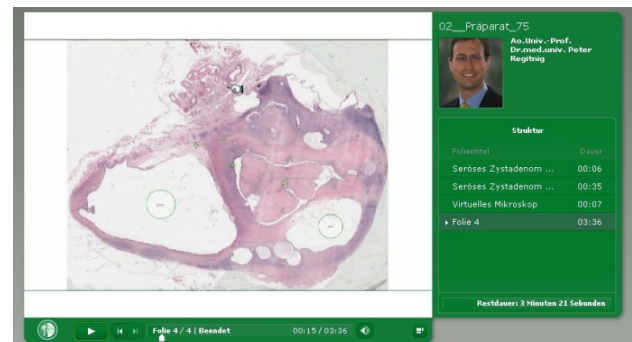 02__Präparat_75
Ao.Univ.-Prof.
Dr.med.univ. Peter
Regitnig
Struktur
Folientitel Dauer
Seröses Zystadenom ... 00:06
Seröses Zystadenom ... 00:35
Virtuelles Mikroskop 00:07
Folie 4 03:36
Restdauer: 3 Minuten 21 Sekunden
Folie 4 / 4 | Beendet 00:15 / 03:36